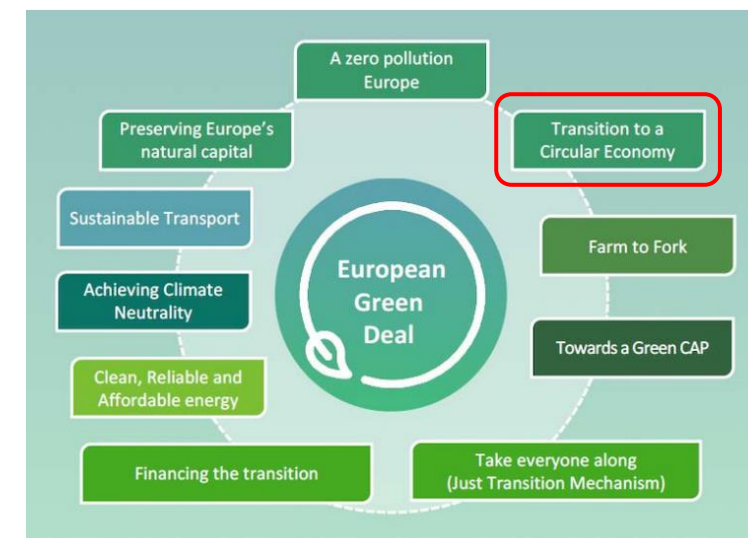 A zero pollution
Europe
Preserving Europe's
natural capital
Transition to a
Circular Economy
Sustainable Transport
Farm to Fork
European
Green
Deal
Achieving Climate
Neutrality
Towards a Green CAP
Clean, Reliable and
Affordable energy
Financing the transition
Take everyone along
(Just Transition Mechanism)